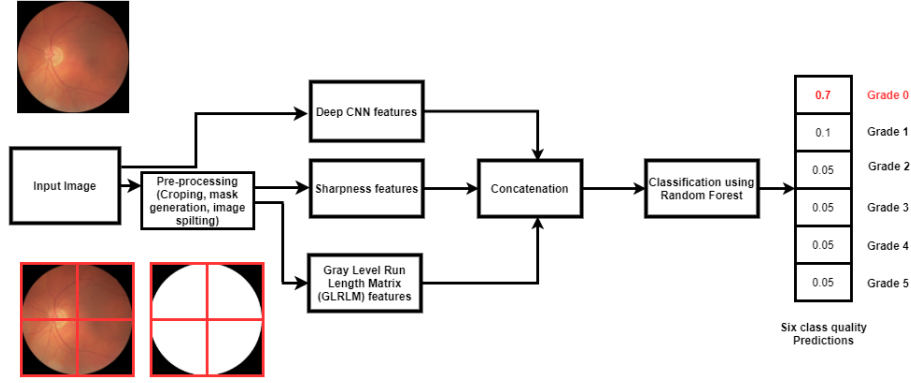 Input Image
Pre-processing
(Croping, mask
generation, image
spilting)
Deep CNN features
Sharpness features
Gray Level Run
Length Matrix
(GLRLM) features
Concatenation
Classification using
Random Forest
0.7 Grade 0
0.1 Grade 1
0.05 Grade 2
0.05 Grade 3
0.05 Grade 4
0.05 Grade 5
Six class quality
Predictions